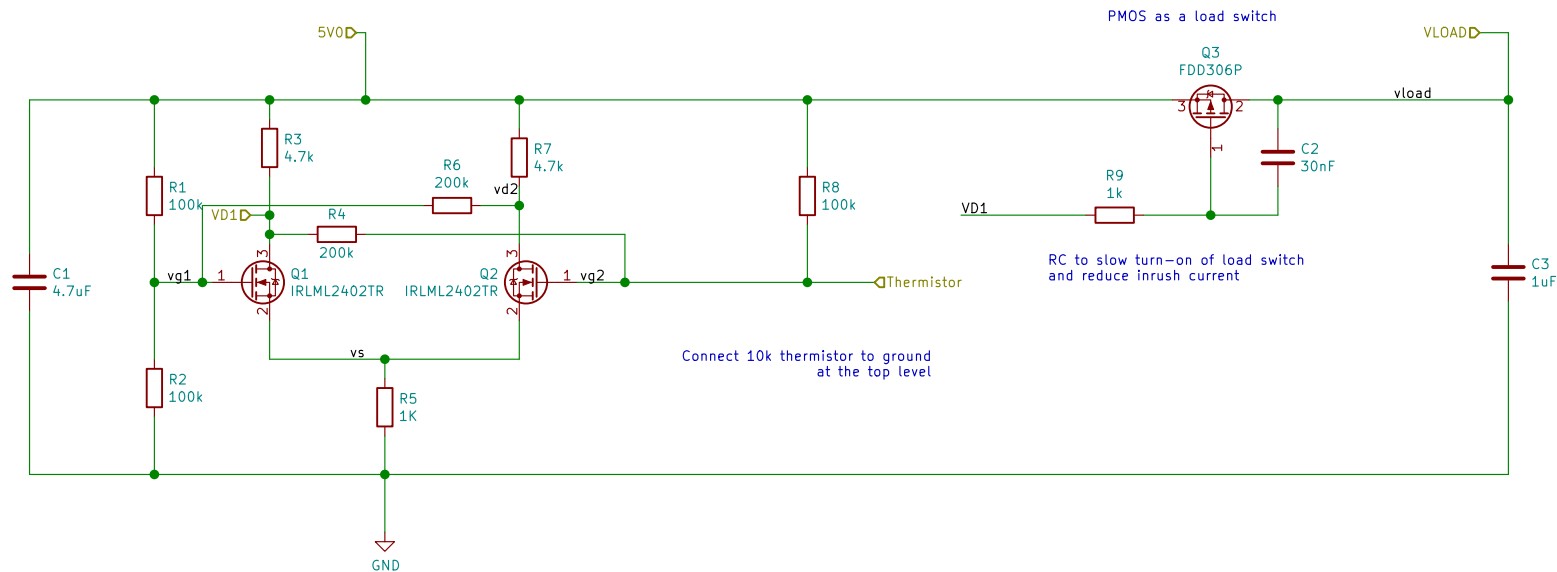 PMOS as a load switch
5V0
VLOAD
Q3
FDD306P
3
2
vload
1
R3
4.7k
R7
4.7k
C2
30nF
R6
200k
vd2
R1
100k
R8
100k
R9
1k
VD1
R4
VD1
200k
3
3
RC to slow turn-on of load switch
and reduce inrush current
vg1
1
Q1
IRLML2402TR
Q2
IRLML2402TR
1
vg2
Thermistor
C1
4.7uF
C3
1uF
2
2
vs
Connect 10k thermistor to ground
at the top level
R2
100k
R5
1K
GND